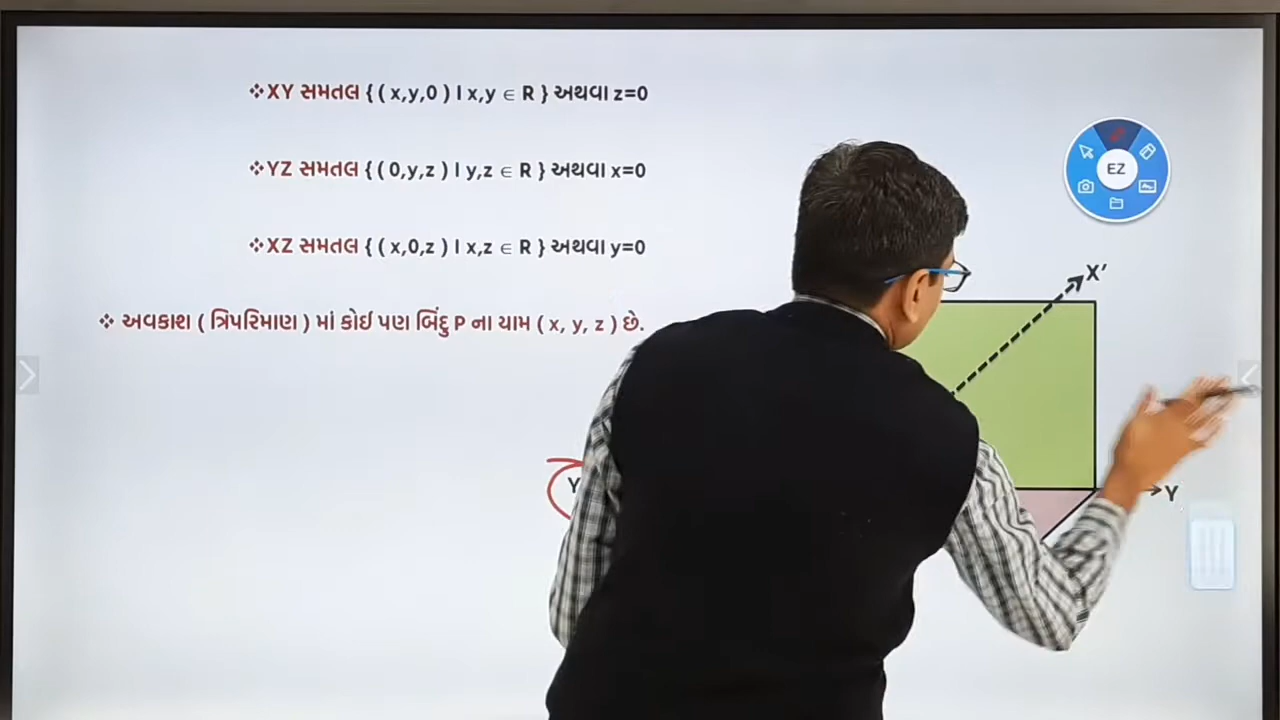 ❖XY સમતલ { ( x,y,0 ) I x,y ∈ R } અથવા z=0
❖YZ સમતલ { ( 0,y,z ) I y,z ∈ R } અથવા x=0
❖XZ સમતલ { ( x,0,z ) I x,z ∈ R } અથવા y=0
❖ અવકાશ ( ત્રિપરિમાણ ) માં કોઈ પણ બિંદુ P ના યામ ( x, y, z ) છે.
EZ
X'
Y
Y